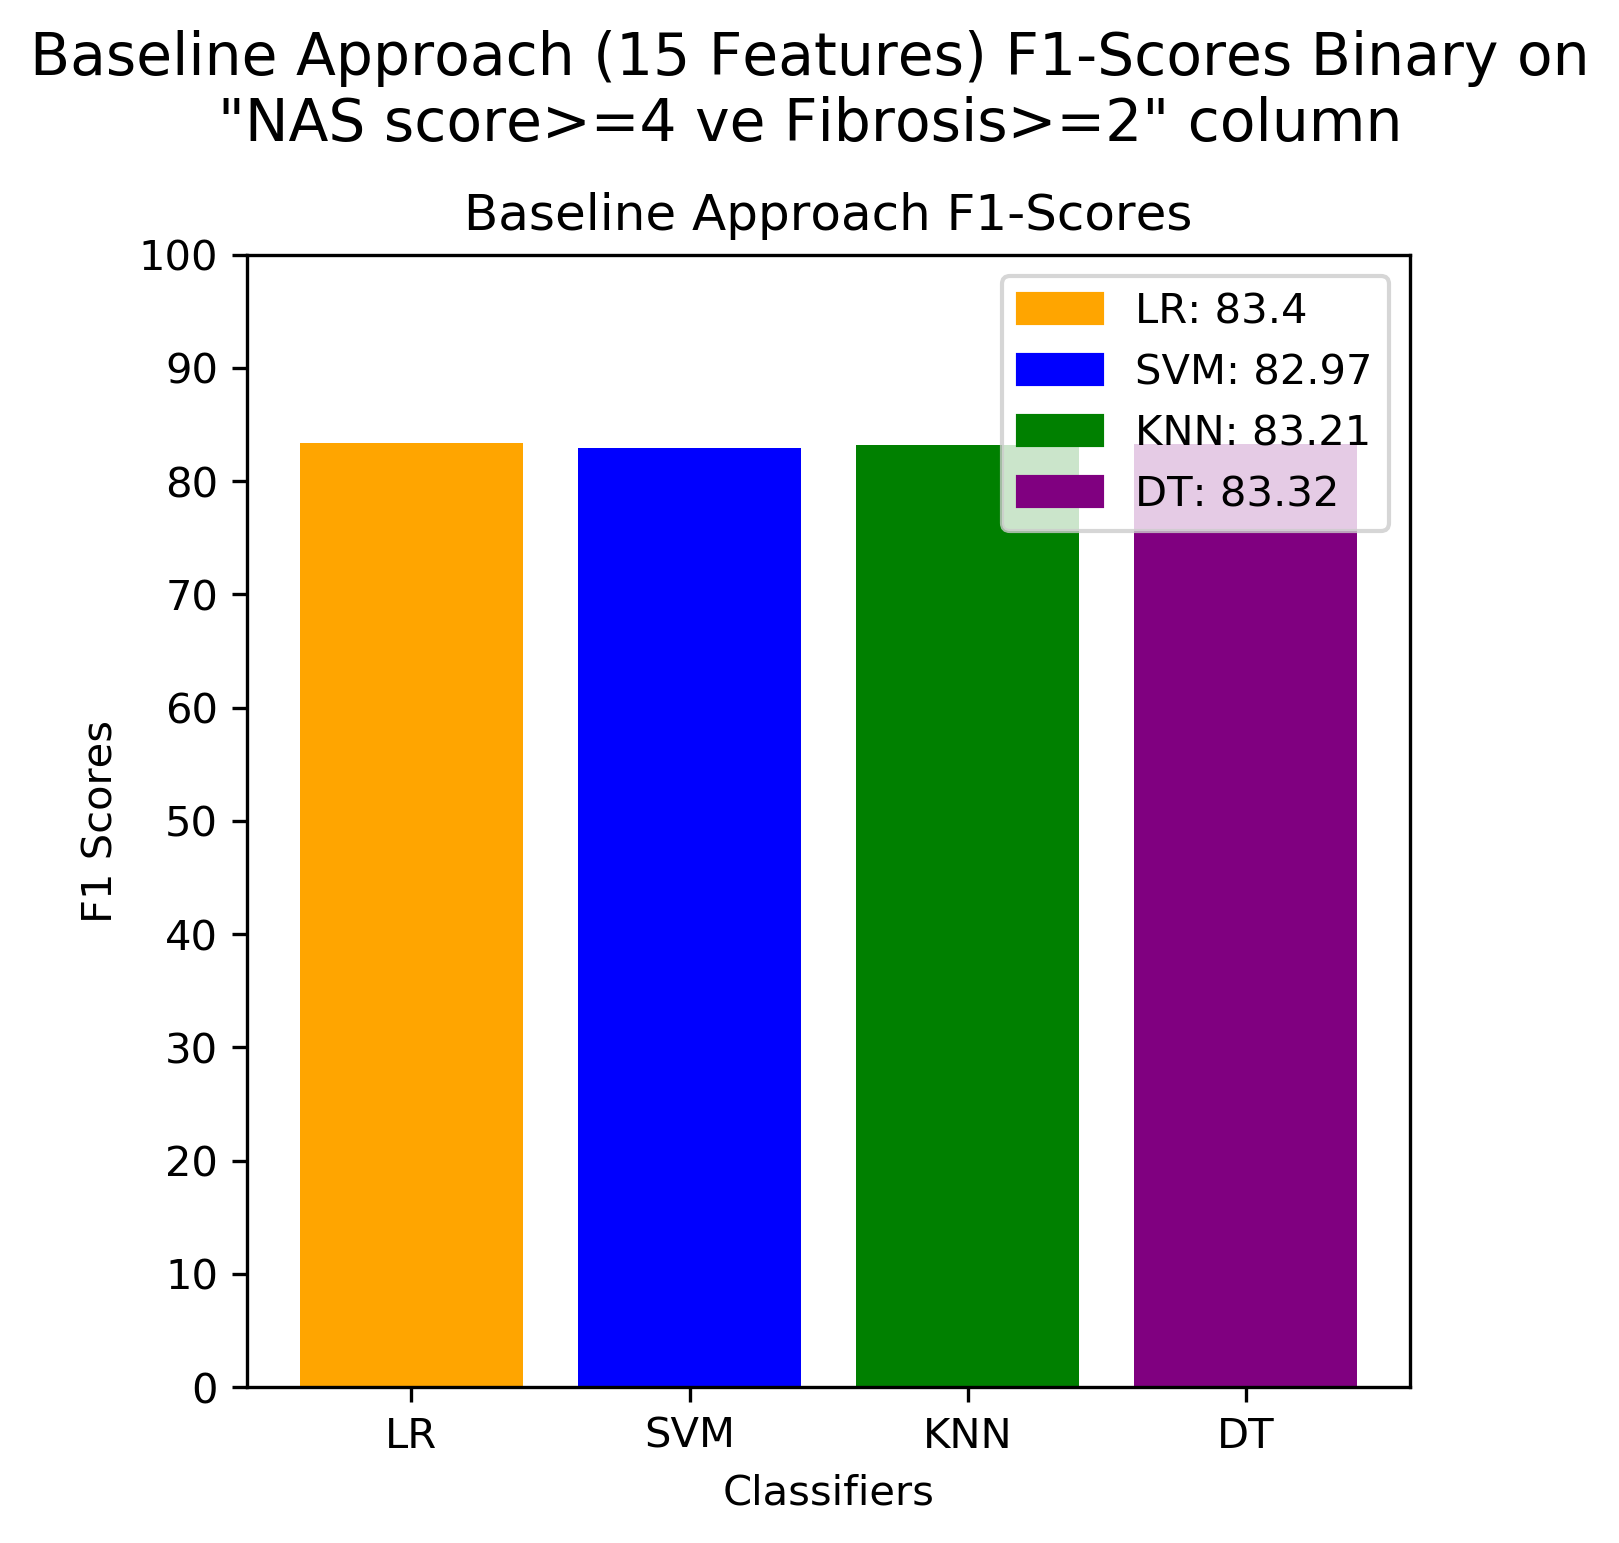 Baseline Approach (15 Features) F1-Scores Binary on
"NAS score>=4 ve Fibrosis>=2" column
Baseline Approach F1-Scores
100
90
80
70
60
50
40
30
20
10
0
F1 Scores
LR: 83.4
SVM: 82.97
KNN: 83.21
DT: 83.32
LR
SVM
KNN
DT
Classifiers